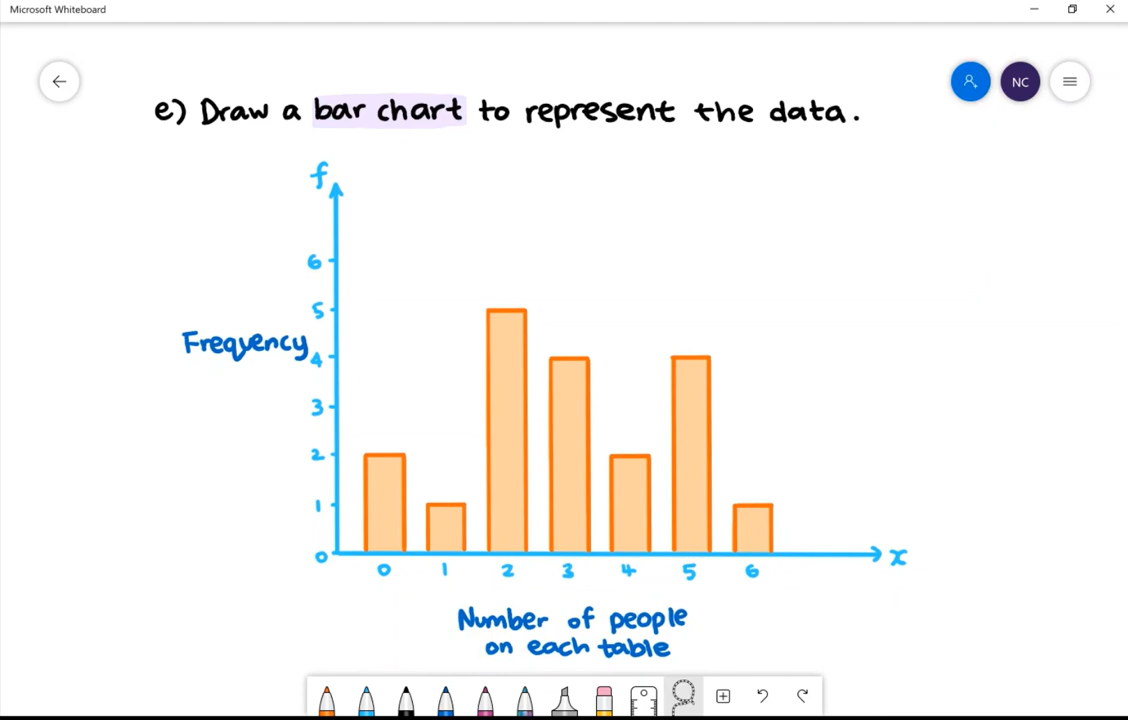 Microsoft Whiteboard
NC
e) Draw a bar chart to represent the data.
f
6
5
Frequency
4
3
2
1
0
0 1 2 3 4 5 6
x
Number of people
on each table